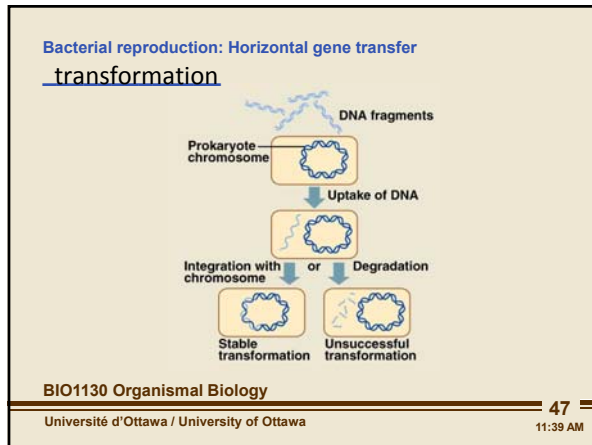 Bacterial reproduction: Horizontal gene transfer
transformation
DNA fragments
Prokaryote
chromosome
Uptake of DNA
Integration with or Degradation
chromosome
Stable
transformation
Unsuccessful
transformation
BIO1130 Organismal Biology
47
Université d'Ottawa / University of Ottawa
11:39 AM